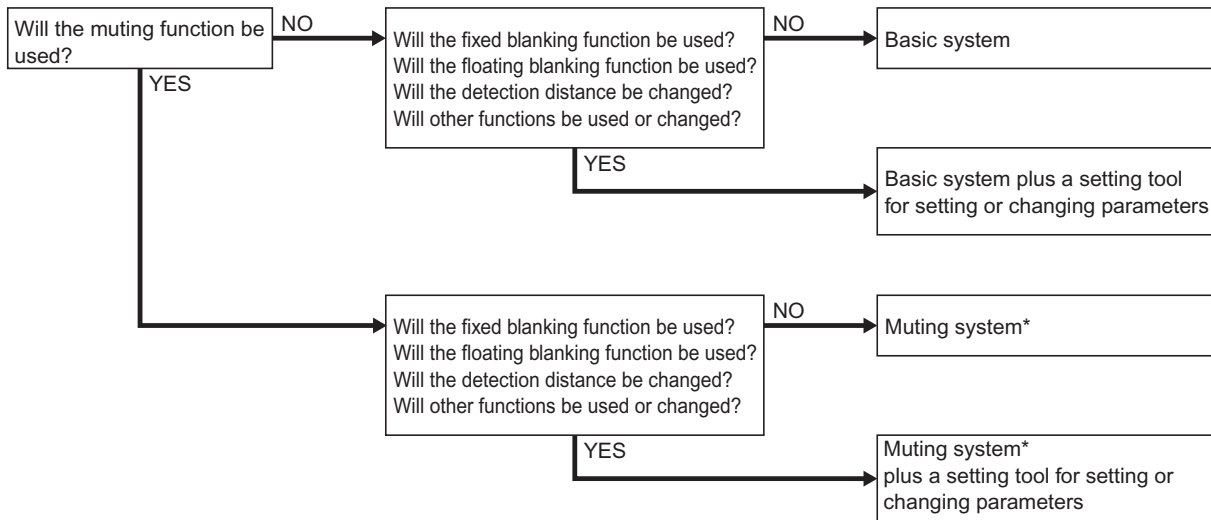 Will the muting function be
used?
NO
YES
Will the fixed blanking function be used?
Will the floating blanking function be used?
Will the detection distance be changed?
Will other functions be used or changed?
NO
Basic system
YES
Basic system plus a setting tool
for setting or changing parameters
Will the fixed blanking function be used?
Will the floating blanking function be used?
Will the detection distance be changed?
Will other functions be used or changed?
NO
Muting system*
YES
Muting system*
plus a setting tool for setting or
changing parameters